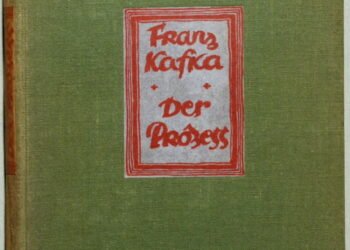 Franz
Kafka
Der
Prozess